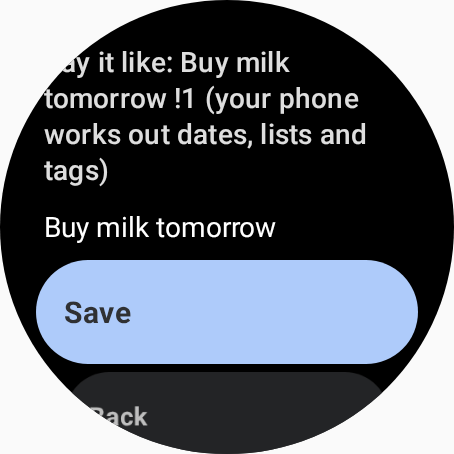 Say it like: Buy milk
tomorrow !1 (your phone
works out dates, lists and
tags)
Buy milk tomorrow
Save
Back